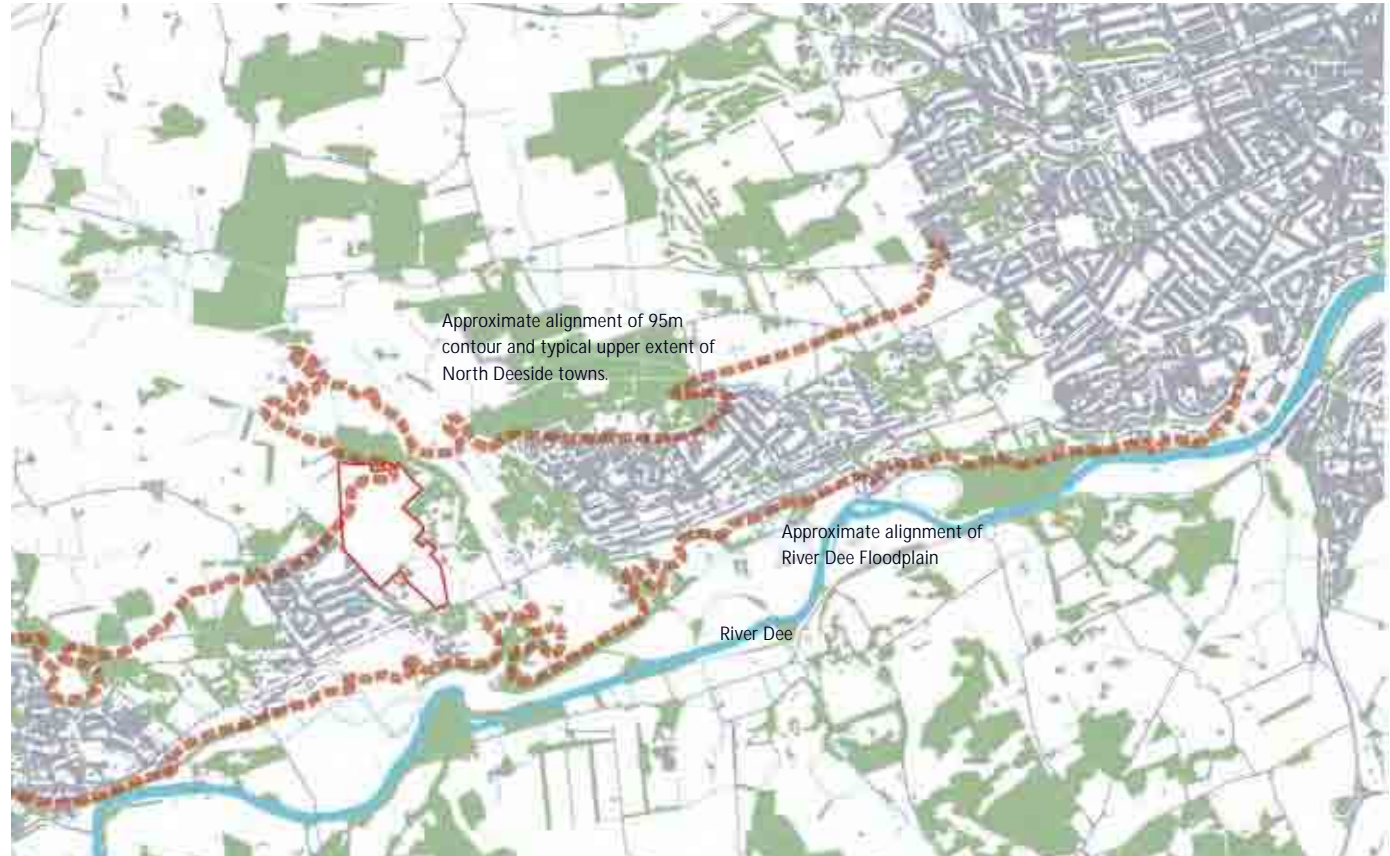 Approximate alignment of 95m
contour and typical upper extent of
North Deeside towns.
Approximate alignment of
River Dee Floodplain
River Dee